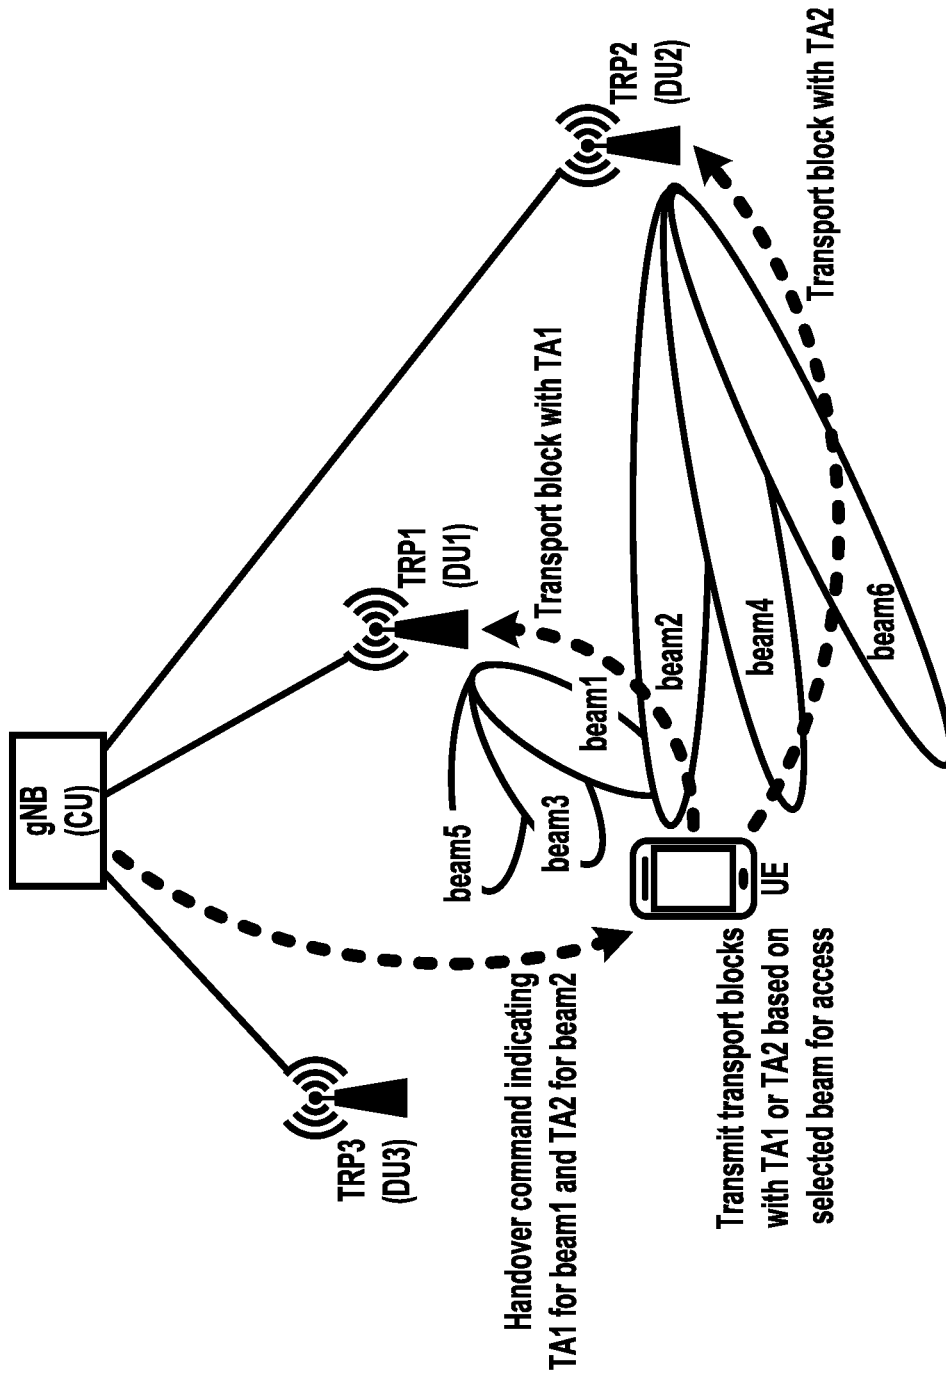 gNB
(CU)
TRP3
(DU3)
TRP1
(DU1)
TRP2
(DU2)
Handover command indicating
TA1 for beam1 and TA2 for beam2
Transport block with TA1
Transport block with TA2
beam5
beam3
beam1
beam2
beam4
beam6
UE
Transmit transport blocks
with TA1 or TA2 based on
selected beam for access